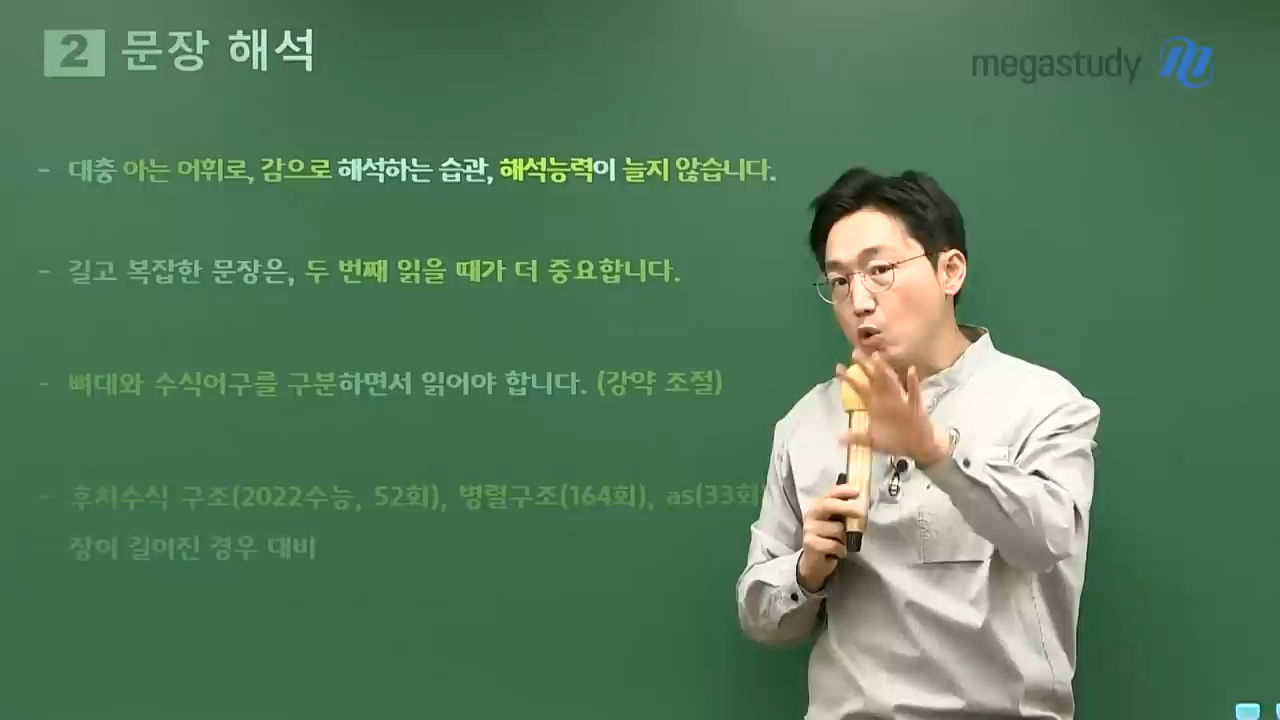 2 문장 해석
megastudy
- 대충 아는 어휘로, 감으로 해석하는 습관, 해석능력이 늘지 않습니다.
- 길고 복잡한 문장은, 두 번째 읽을 때가 더 중요합니다.
- 뼈대와 수식어구를 구분하면서 읽어야 합니다. (강약 조절)
- 후치수식 구조(2022수능, 52회), 병렬구조(164회), as(33회
장이 길어진 경우 대비